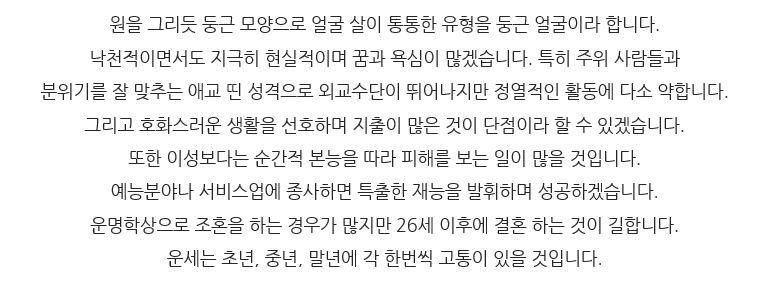 원을 그리듯 둥근 모양으로 얼굴 살이 통통한 유형을 둥근 얼굴이라 합니다.
낙천적이면서도 지극히 현실적이며 꿈과 욕심이 많겠습니다. 특히 주위 사람들과
분위기를 잘 맞추는 애교 띤 성격으로 외교수단이 뛰어나지만 정열적인 활동에 다소 약합니다.
그리고 호화스러운 생활을 선호하며 지출이 많은 것이 단점이라 할 수 있겠습니다.
또한 이성보다는 순간적 본능을 따라 피해를 보는 일이 많을 것입니다.
예능분야나 서비스업에 종사하면 특출한 재능을 발휘하며 성공하겠습니다.
운명학상으로 조혼을 하는 경우가 많지만 26세 이후에 결혼 하는 것이 길합니다.
운세는 초년, 중년, 말년에 각 한번씩 고통이 있을 것입니다.